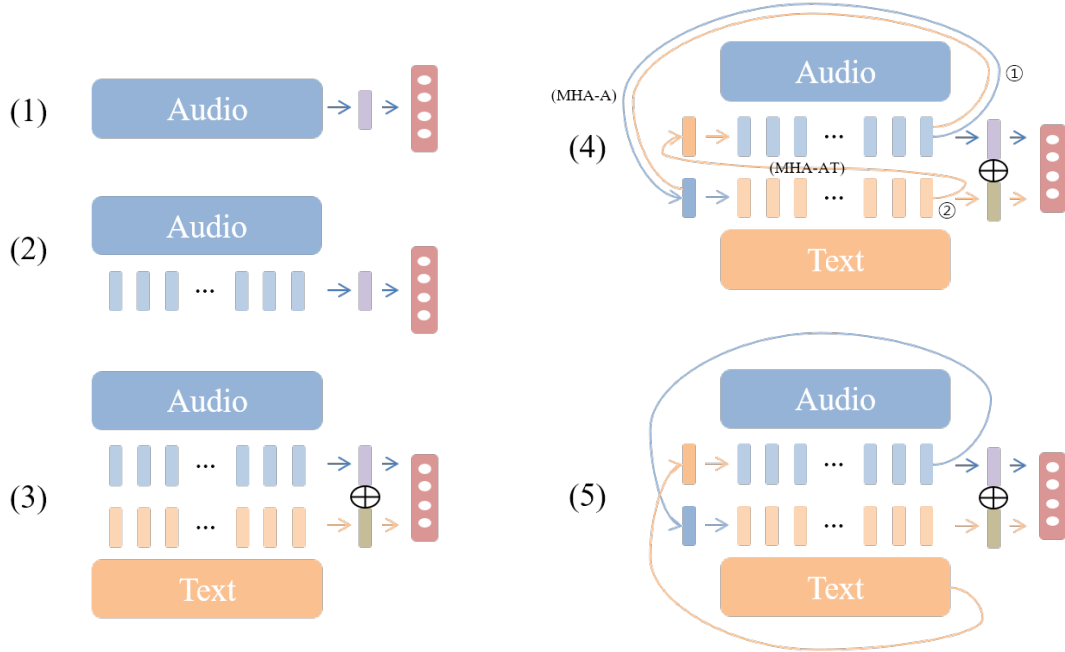 (1)
Audio
(2)
Audio
...
(3)
Audio
...
...
Text
(4)
Audio
①
(MHA-A)
...
(MHA-AT)
...
②
Text
(5)
Audio
...
...
Text